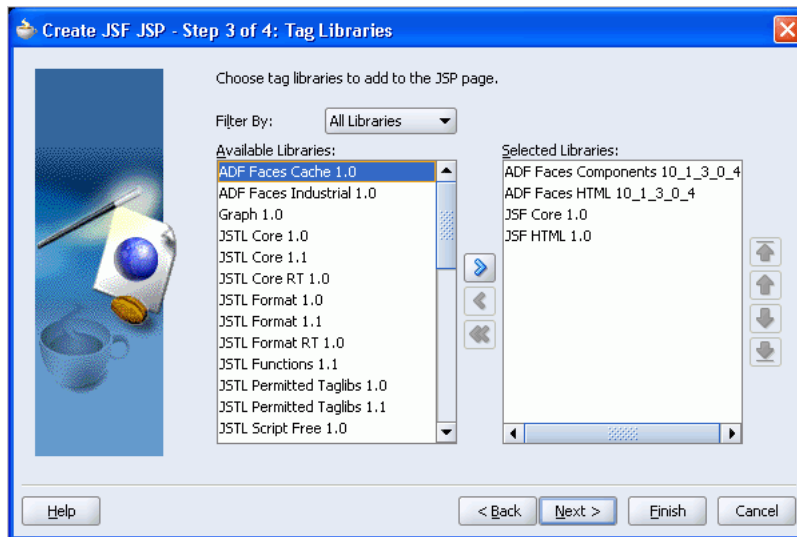 Create JSF JSP - Step 3 of 4: Tag Libraries
Choose tag libraries to add to the JSP page.
Filter By:
All Libraries
Available Libraries:
ADF Faces Cache 1.0
ADF Faces Industrial 1.0
Graph 1.0
JSTL Core 1.0
JSTL Core 1.1
JSTL Core RT 1.0
JSTL Format 1.0
JSTL Format 1.1
JSTL Format RT 1.0
JSTL Functions 1.1
JSTL Permitted Taglibs 1.0
JSTL Permitted Taglibs 1.1
JSTL Script Free 1.0
Selected Libraries:
ADF Faces Components 10_1_3_0_4
ADF Faces HTML 10_1_3_0_4
JSF Core 1.0
JSF HTML 1.0
Help
< Back
Next >
Finish
Cancel